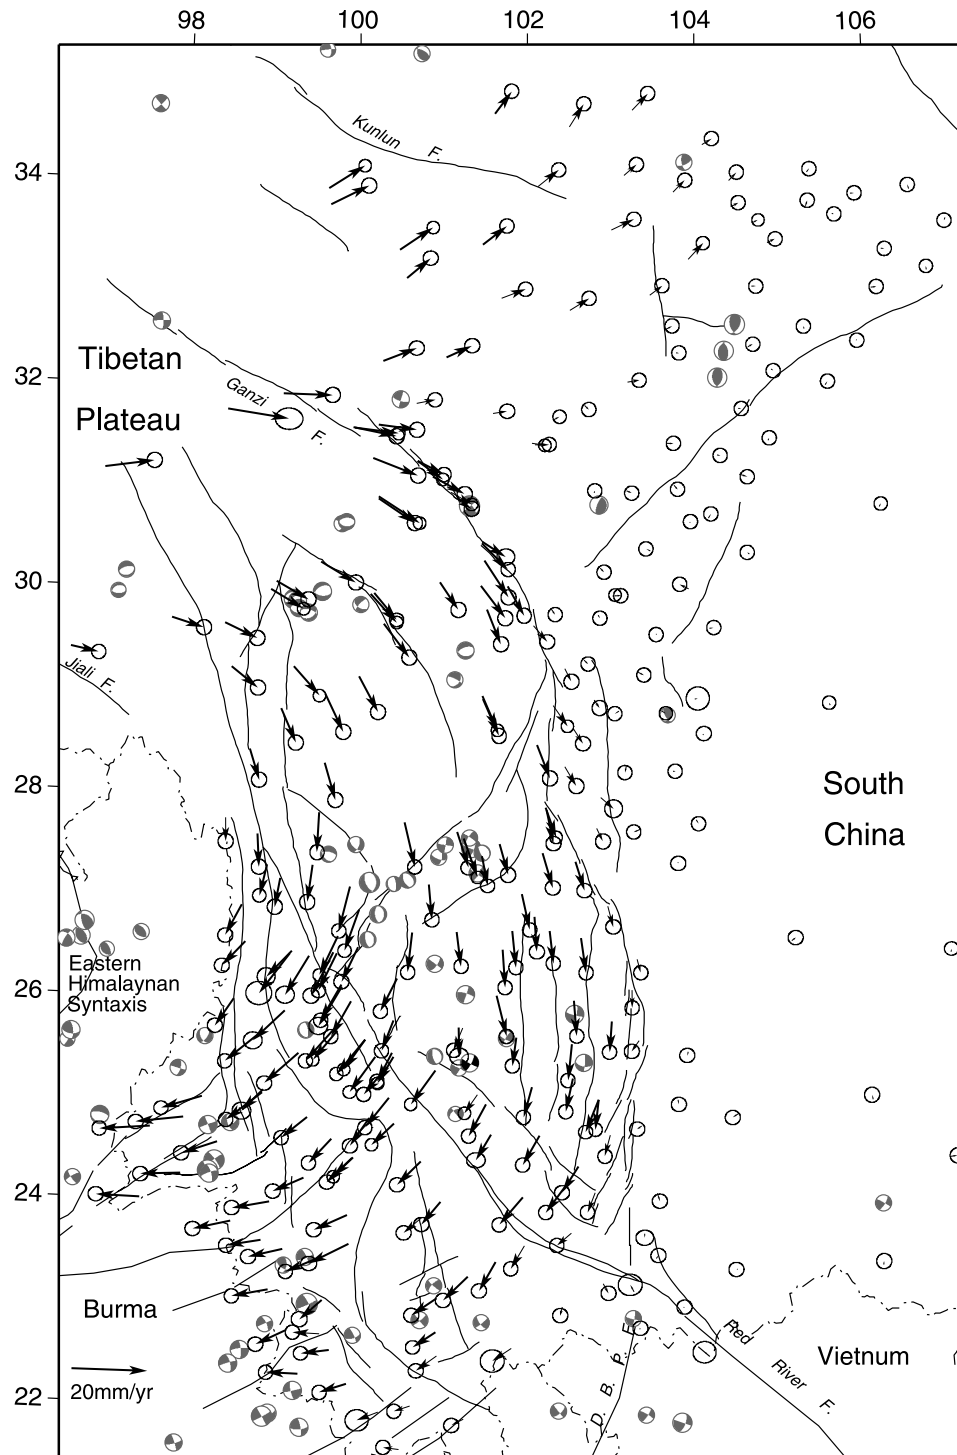 98 100 102 104 106
Kunlun F.
34
32
Tibetan
Plateau
Ganzi F.
30
Jiali F.
28
South
China
26
Eastern
Himalaynan
Syntaxis
24
Burma
20mm/yr
22
D. B. P. F.
Red River F.
Vietnum